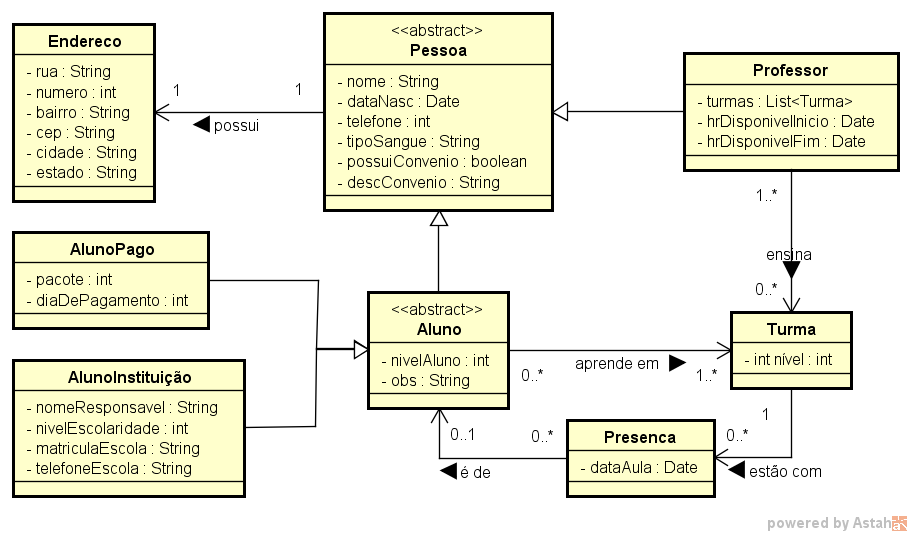 Endereco
- rua : String
- numero : int
- bairro : String
- cep : String
- cidade : String
- estado : String
1
1
possui
<<abstract>>
Pessoa
- nome : String
- dataNasc : Date
- telefone : int
- tipoSangue : String
- possuiConvenio : boolean
- descConvenio : String
Professor
- turmas : List<Turma>
- hrDisponivelInicio : Date
- hrDisponivelFim : Date
1..*
ensina
0..*
AlunoPago
- pacote : int
- diaDePagamento : int
AlunoInstituição
- nomeResponsavel : String
- nivelEscolaridade : int
- matriculaEscola : String
- telefoneEscola : String
<<abstract>>
Aluno
- nivelAluno : int
- obs : String
0..*
aprende em
1..*
Turma
- int nível : int
1
0..*
estão com
Presenca
- dataAula : Date
0..1
0..*
é de
powered by Astah